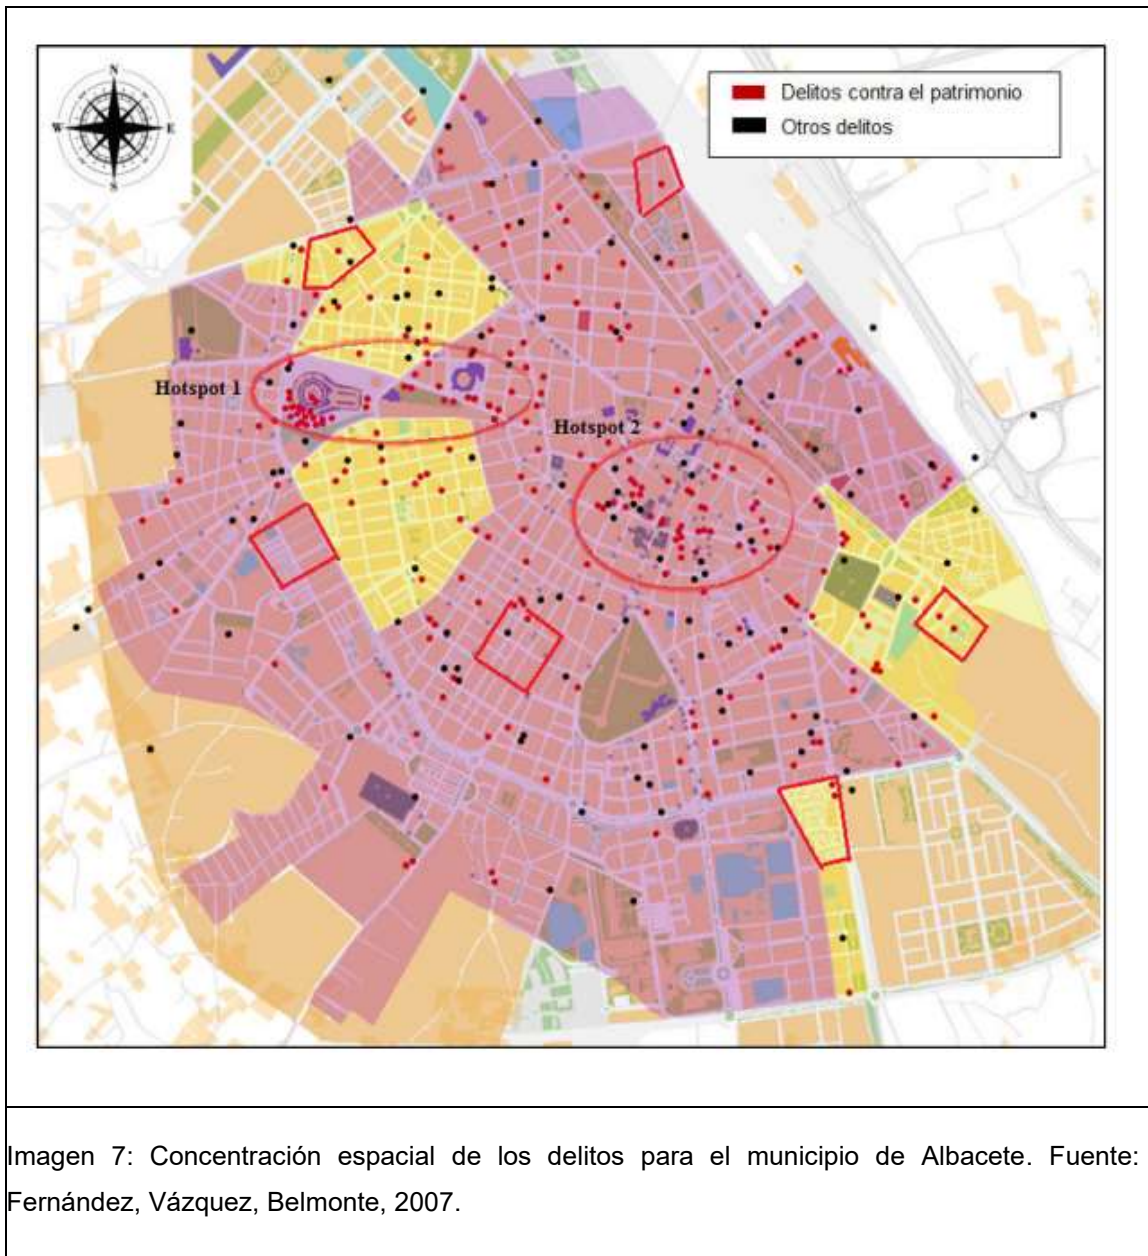 N
W
E
S
Delitos contra el patrimonio
Otros delitos
Hotspot 1
Hotspot 2
Imagen 7: Concentración espacial de los delitos para el municipio de Albacete. Fuente:
Fernández, Vázquez, Belmonte, 2007.